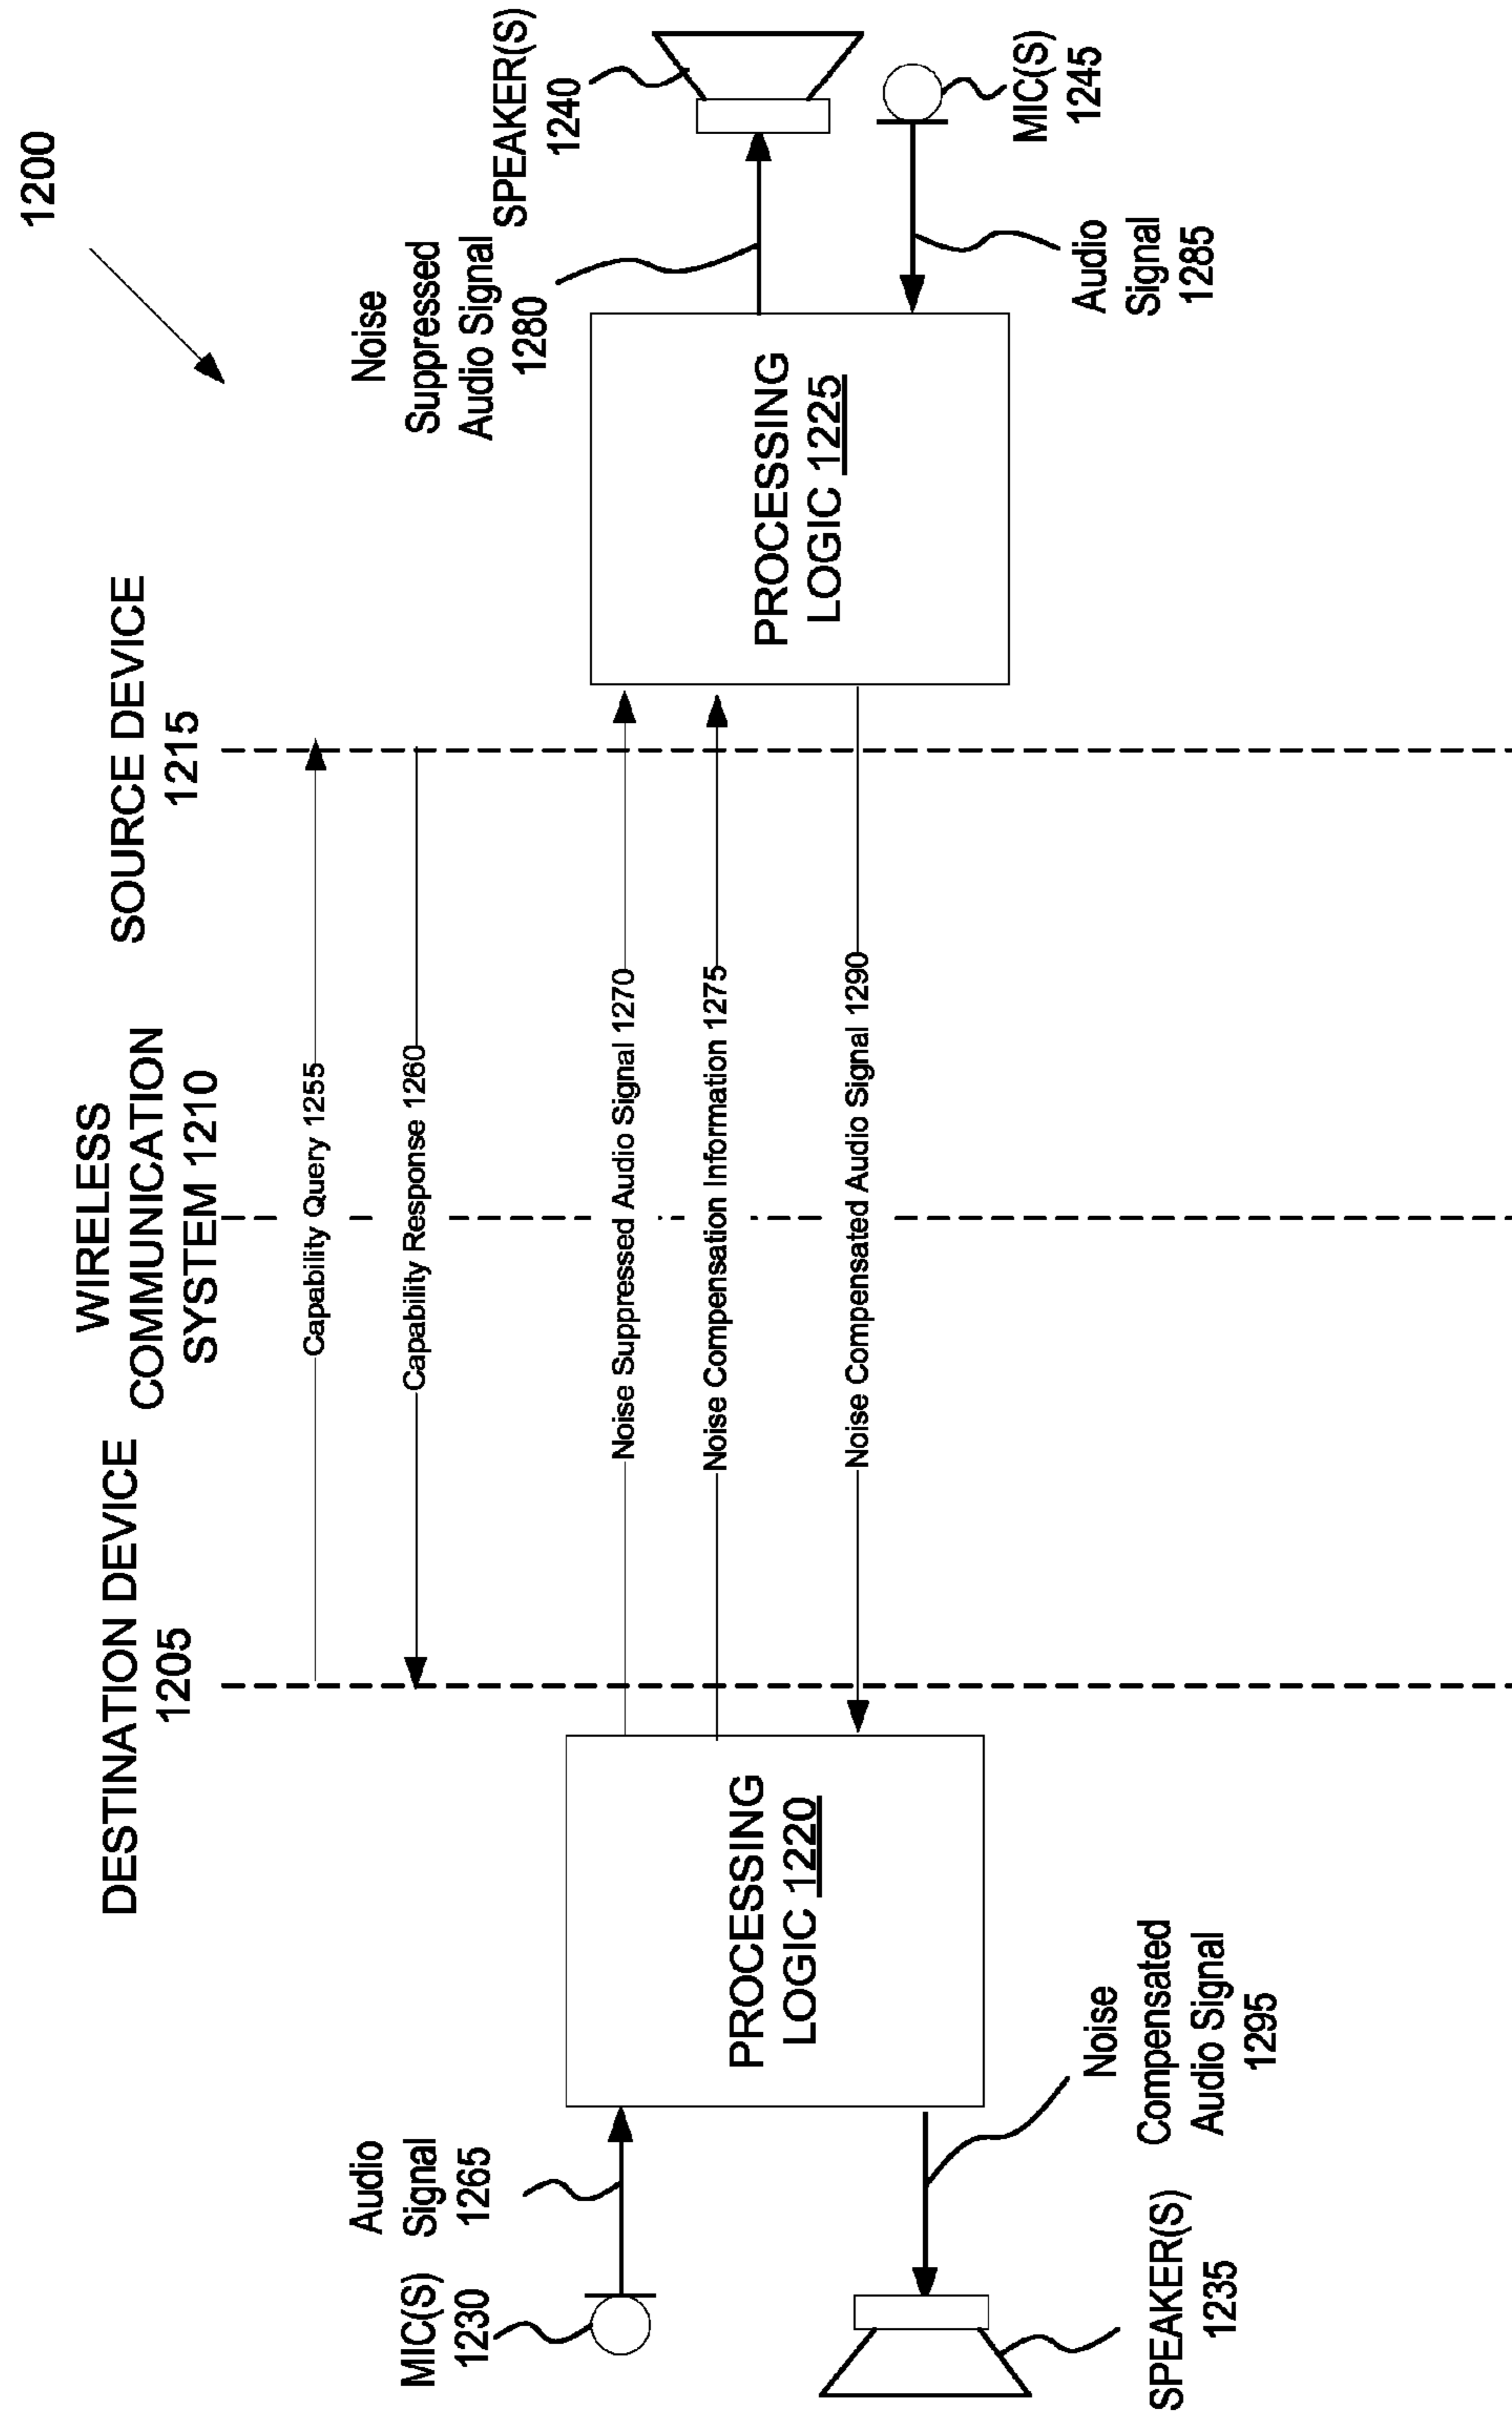 1200
DESTINATION DEVICE
1205
WIRELESS
COMMUNICATION
SYSTEM 1210
SOURCE DEVICE
1215
Capability Query 1255
Capability Response 1260
Audio
Signal
1265
MIC(S)
1230
Noise Suppressed Audio Signal 1270
Noise Compensation Information 1275
Noise Compensated Audio Signal 1290
PROCESSING
LOGIC 1220
PROCESSING
LOGIC 1225
Noise
Suppressed
Audio Signal
1280
SPEAKER(S)
1240
MIC(S)
1245
Audio
Signal
1285
Noise
Compensated
Audio Signal
1295
SPEAKER(S)
1235